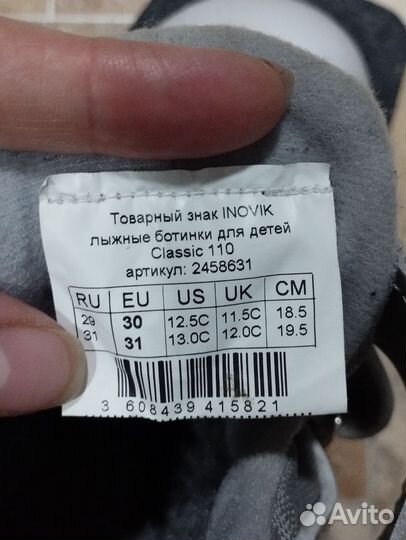 Товарный знак INOVIK
лыжные ботинки для детей
Classic 110
артикул: 2458631
RU EU US UK CM
29 30 12.5C 11.5C 18.5
31 31 13.0C 12.0C 19.5
3 608439 415821
Avito